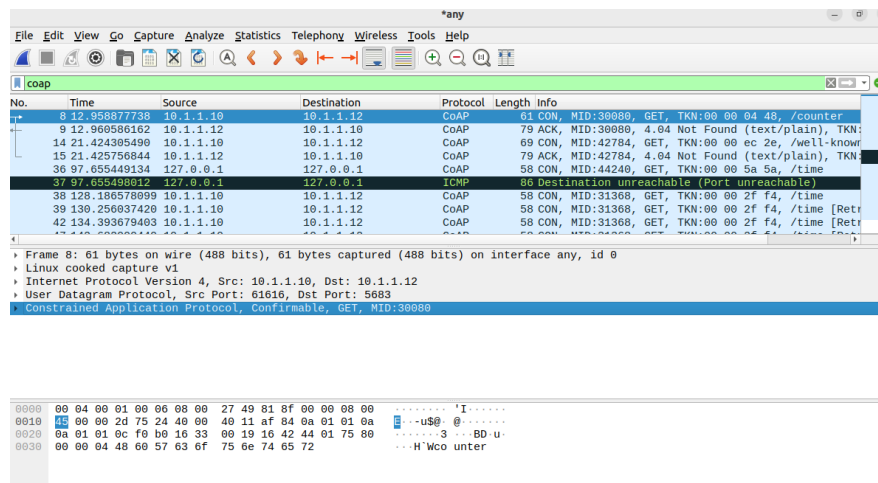 *any
File Edit View Go Capture Analyze Statistics Telephony Wireless Tools Help
coap
No. Time Source Destination Protocol Length Info
8 12.958877738 10.1.1.10 10.1.1.12 CoAP 61 CON, MID:30080, GET, TKN:00 00 04 48, /counter
9 12.960586162 10.1.1.12 10.1.1.10 CoAP 79 ACK, MID:30080, 4.04 Not Found (text/plain), TKN:
14 21.424305490 10.1.1.10 10.1.1.12 CoAP 69 CON, MID:42784, GET, TKN:00 00 ec 2e, /well-known
15 21.425756844 10.1.1.12 10.1.1.10 CoAP 79 ACK, MID:42784, 4.04 Not Found (text/plain), TKN:
36 97.655449134 127.0.0.1 127.0.0.1 CoAP 58 CON, MID:44240, GET, TKN:00 00 5a 5a, /time
37 97.655498012 127.0.0.1 127.0.0.1 ICMP 86 Destination unreachable (Port unreachable)
38 128.186578099 10.1.1.10 10.1.1.12 CoAP 58 CON, MID:31368, GET, TKN:00 00 2f f4, /time
39 130.256037420 10.1.1.10 10.1.1.12 CoAP 58 CON, MID:31368, GET, TKN:00 00 2f f4, /time [Retr
42 134.393679403 10.1.1.10 10.1.1.12 CoAP 58 CON, MID:31368, GET, TKN:00 00 2f f4, /time [Retr
Frame 8: 61 bytes on wire (488 bits), 61 bytes captured (488 bits) on interface any, id 0
Linux cooked capture v1
Internet Protocol Version 4, Src: 10.1.1.10, Dst: 10.1.1.12
User Datagram Protocol, Src Port: 61616, Dst Port: 5683
Constrained Application Protocol, Confirmable, GET, MID:30080
0000 00 04 00 01 00 06 08 00 27 49 81 8f 00 00 08 00 ········ 'I······
0010 45 00 00 2d 75 24 40 00 40 11 af 84 0a 01 01 0a E··-u$@· @·······
0020 0a 01 01 0c f0 b0 16 33 00 19 16 42 44 01 75 80 ·······3 ···BD·u·
0030 00 00 04 48 60 57 63 6f 75 6e 74 65 72 ···H`Wco unter